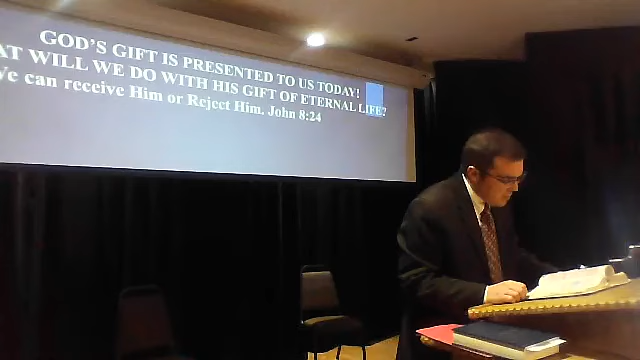 GOD'S GIFT IS PRESENTED TO US TODAY!
WILL WE DO WITH HIS GIFT OF ETERNAL LIFE?
can receive Him or Reject Him. John 8:24